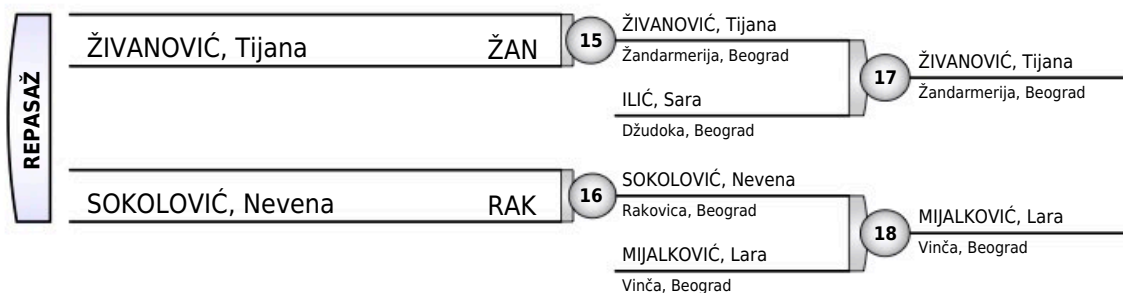 REPASAŽ
ŽIVANOVIĆ, Tijana ŽAN
15
ŽIVANOVIĆ, Tijana
Žandarmerija, Beograd
ILIĆ, Sara
Džudoka, Beograd
17
ŽIVANOVIĆ, Tijana
Žandarmerija, Beograd
SOKOLOVIĆ, Nevena RAK
16
SOKOLOVIĆ, Nevena
Rakovica, Beograd
MIJALKOVIĆ, Lara
Vinča, Beograd
18
MIJALKOVIĆ, Lara
Vinča, Beograd